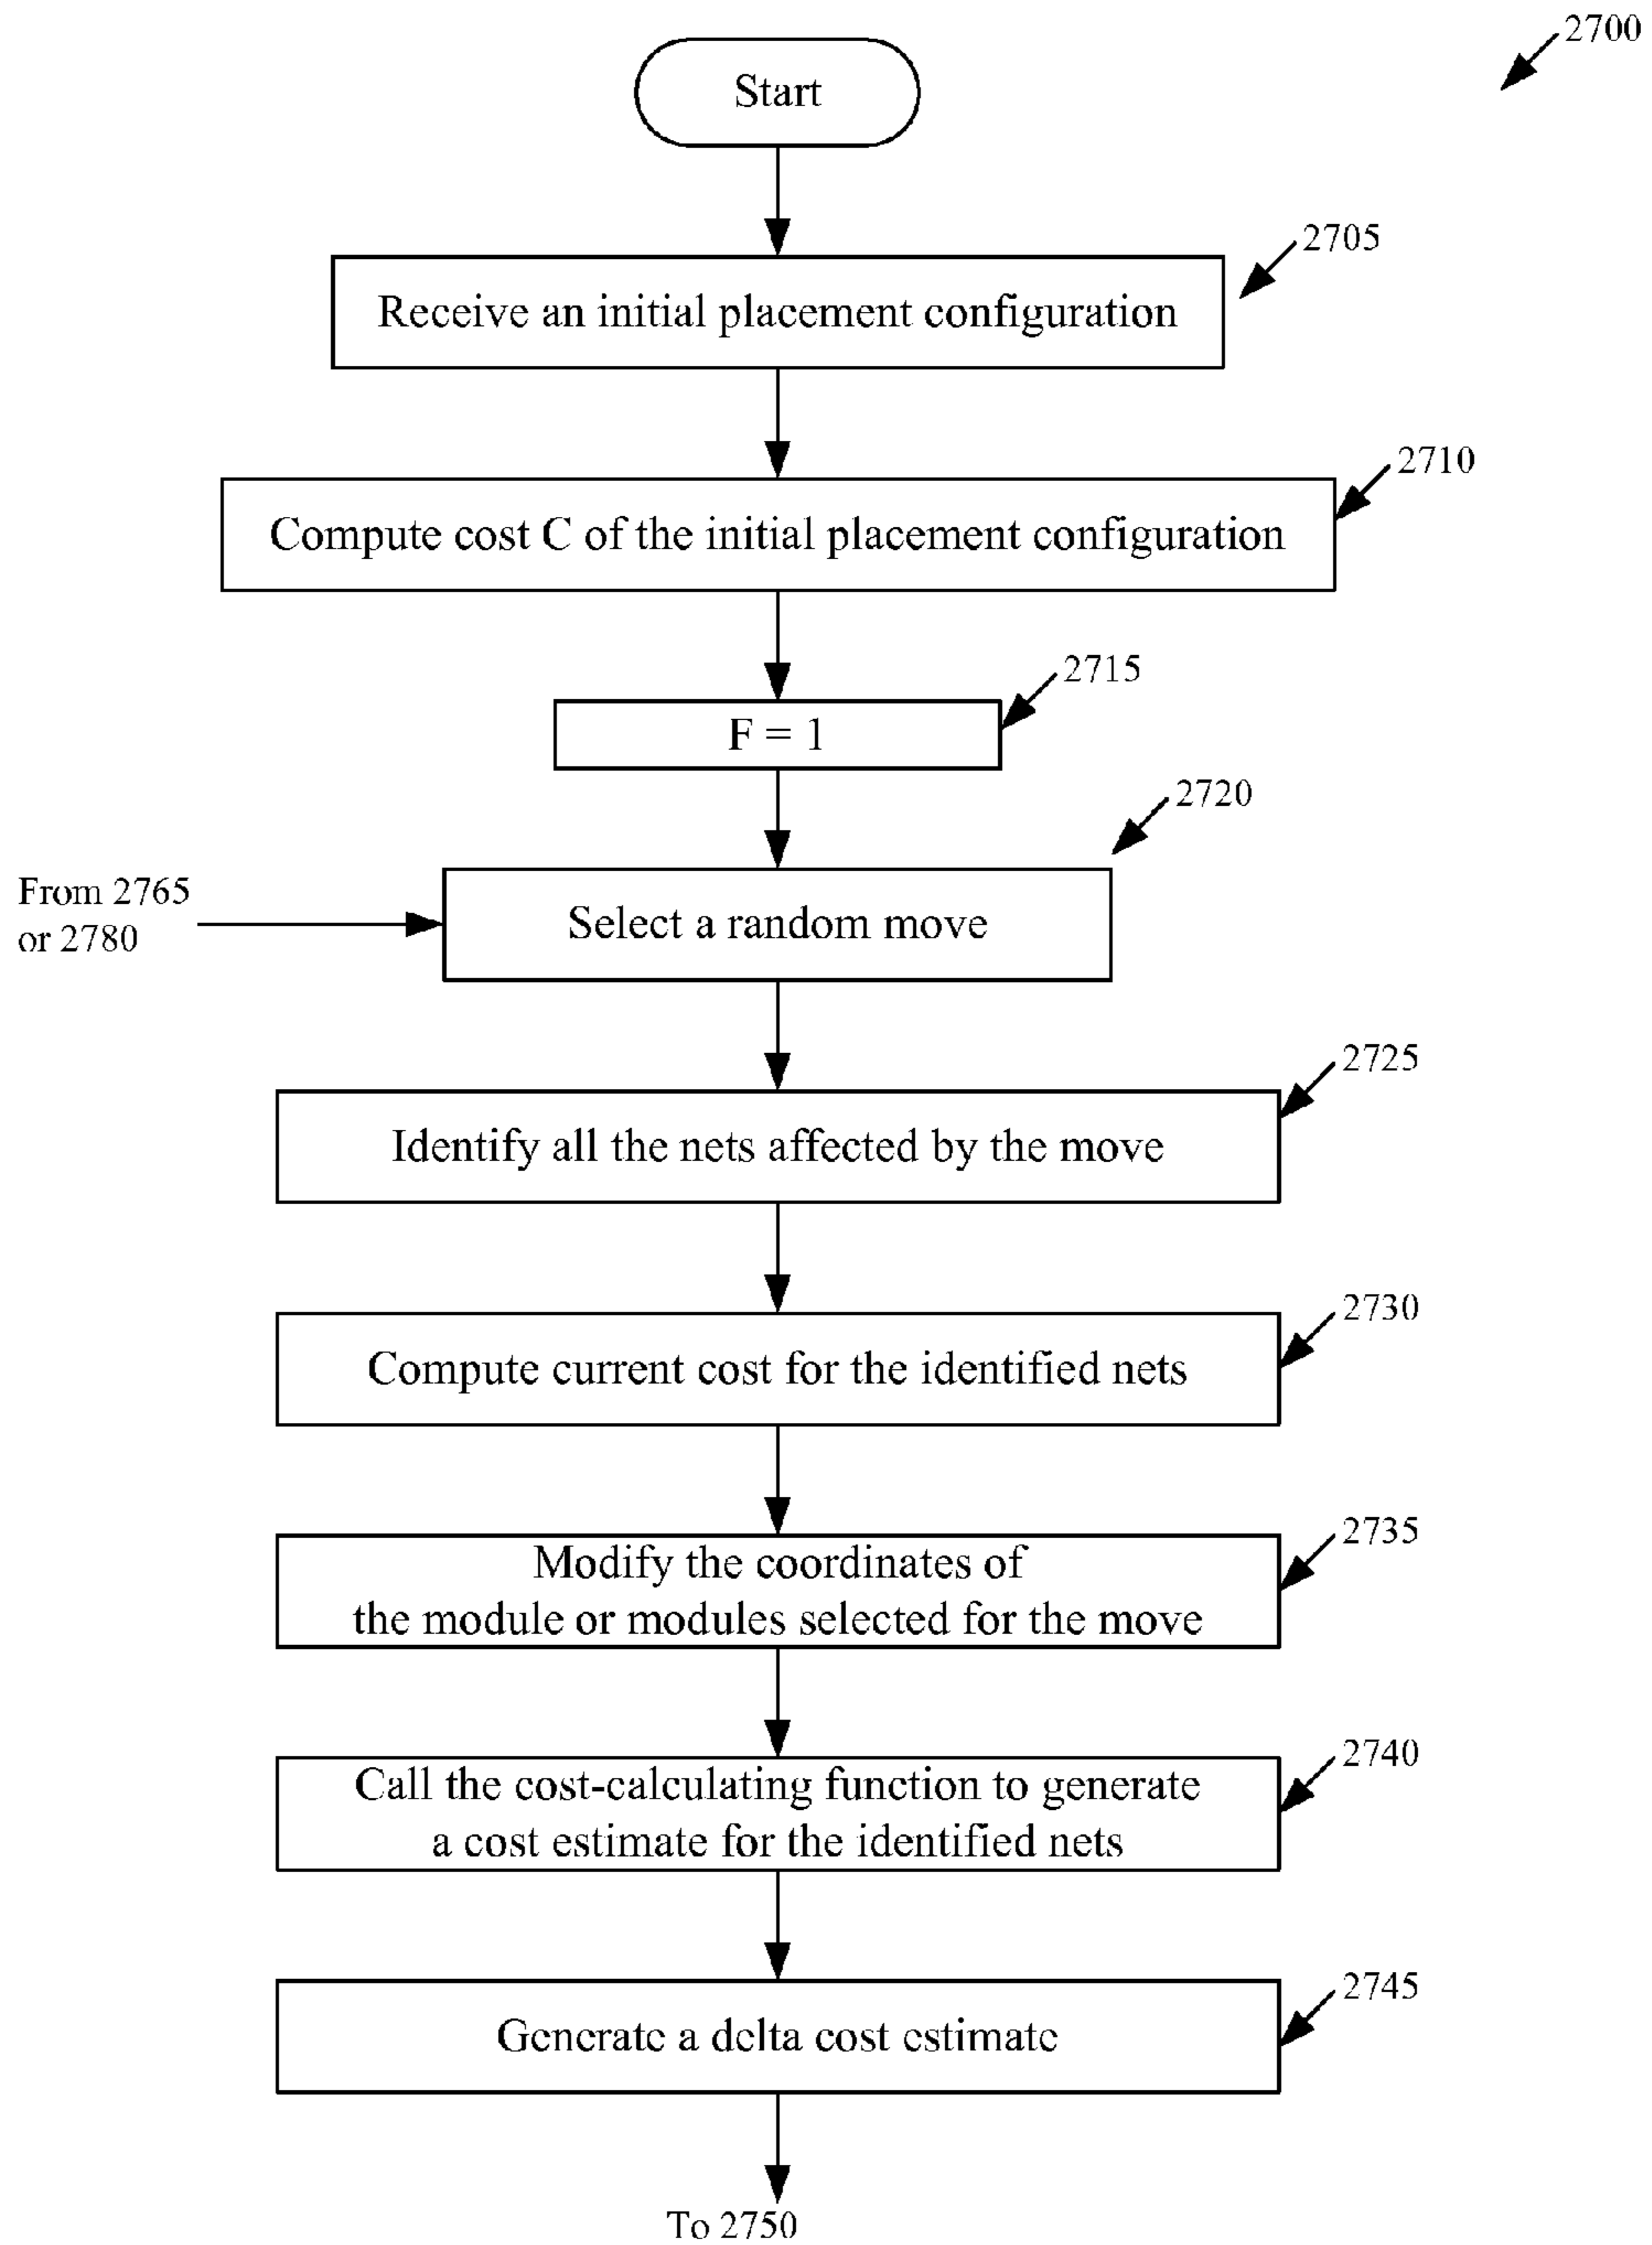 2700
Start
2705
Receive an initial placement configuration
2710
Compute cost C of the initial placement configuration
2715
F = 1
2720
From 2765
or 2780
Select a random move
2725
Identify all the nets affected by the move
2730
Compute current cost for the identified nets
2735
Modify the coordinates of
the module or modules selected for the move
2740
Call the cost-calculating function to generate
a cost estimate for the identified nets
2745
Generate a delta cost estimate
To 2750